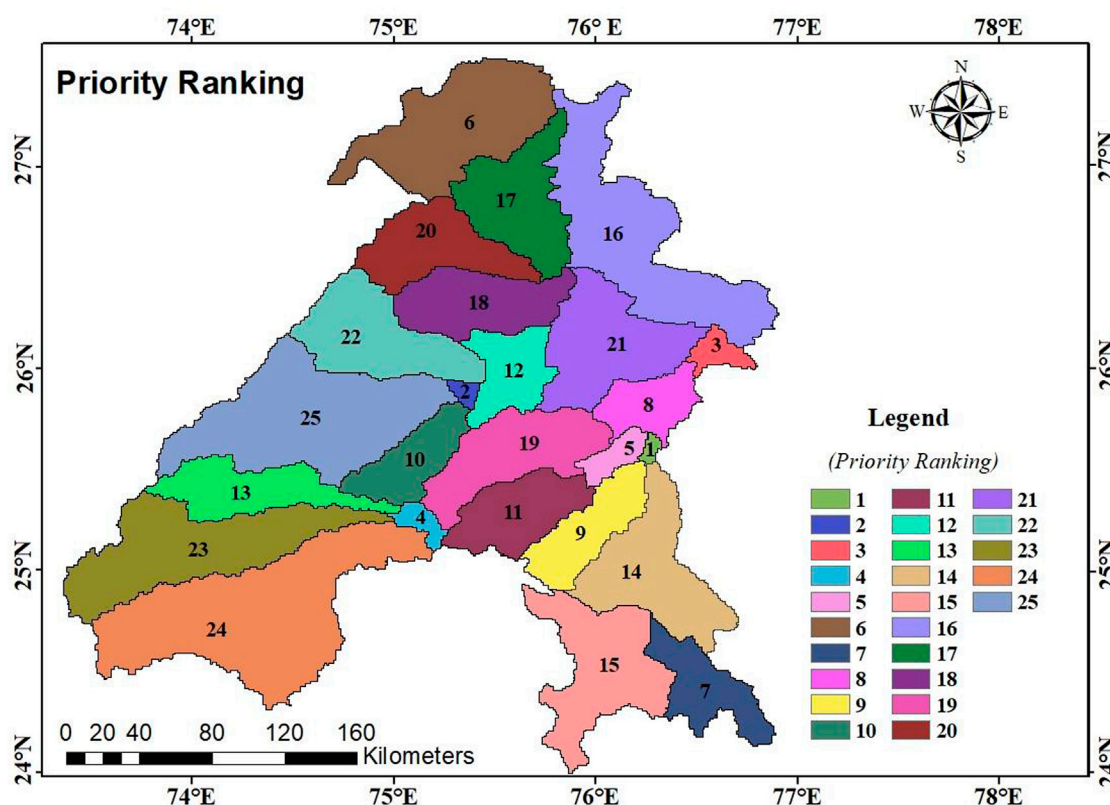 74°E 75°E 76°E 77°E 78°E
Priority Ranking
N
W E
S
27°N 27°N
26°N 26°N
25°N 25°N
24°N 24°N
6
17
16
20
18
22
21
3
12
2
8
25
19
5
1
10
13
4
11
9
23
14
24
15
7
Legend
(Priority Ranking)
1 11 21
2 12 22
3 13 23
4 14 24
5 15 25
6 16
7 17
8 18
9 19
10 20
0 20 40 80 120 160
Kilometers
74°E 75°E 76°E 77°E 78°E